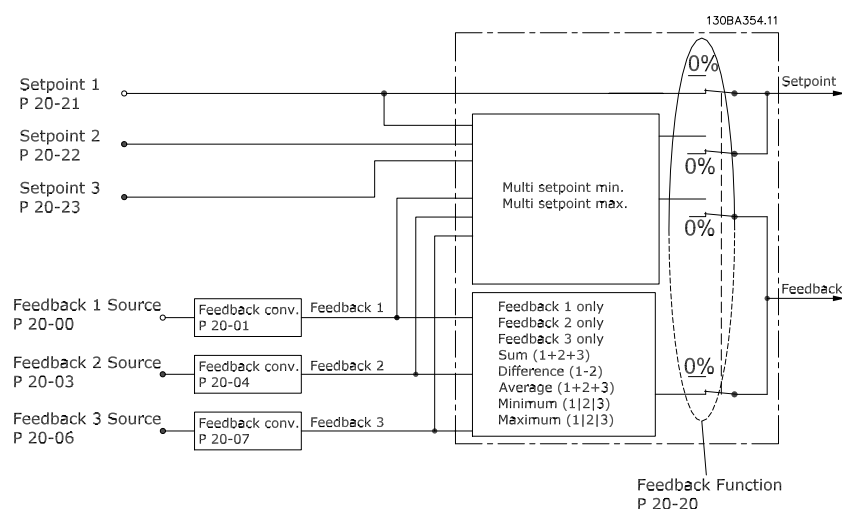 130BA354.11
0%
Setpoint 1
P 20-21
Setpoint
Setpoint 2
P 20-22
0%
Setpoint 3
P 20-23
Multi setpoint min.
Multi setpoint max.
0%
Feedback
Feedback 1 Source
P 20-00
Feedback conv.
P 20-01
Feedback 1
Feedback 1 only
Feedback 2 only
Feedback 3 only
Sum (1+2+3)
Difference (1-2)
Average (1+2+3)
Minimum (1|2|3)
Maximum (1|2|3)
0%
Feedback 2 Source
P 20-03
Feedback conv.
P 20-04
Feedback 2
Feedback 3 Source
P 20-06
Feedback conv.
P 20-07
Feedback 3
Feedback Function
P 20-20